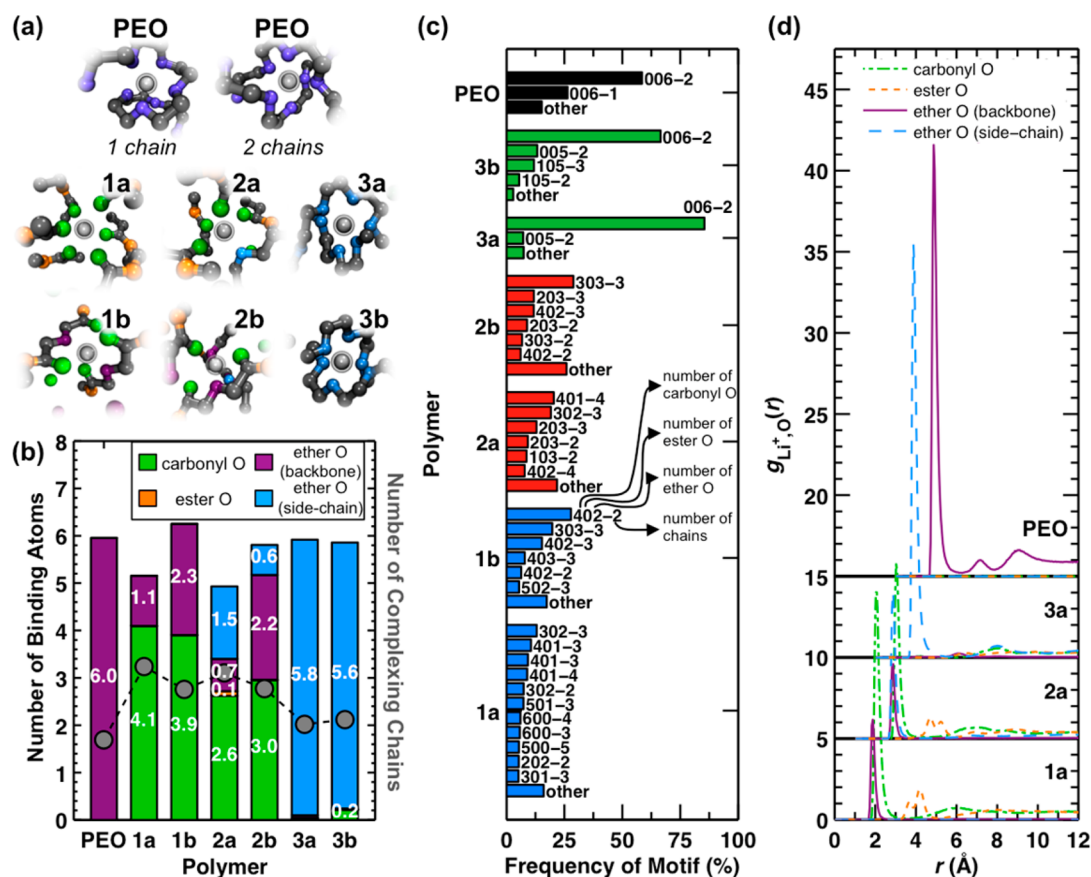 (a)
PEO
PEO
1 chain
2 chains
1a
2a
3a
1b
2b
3b
(b)
Number of Binding Atoms
8
7
6
5
4
3
2
1
0
carbonyl O
ether O
(backbone)
ester O
ether O
(side-chain)
6.0
1.1
4.1
2.3
3.9
1.5
0.7
0.1
2.6
0.6
2.2
3.0
5.8
5.6
0.2
PEO 1a 1b 2a 2b 3a 3b
Polymer
Number of Complexing Chains
(c)
Polymer
PEO
006-2
006-1
other
3b
006-2
005-2
105-3
105-2
other
3a
006-2
005-2
other
2b
303-3
203-3
402-3
203-2
303-2
402-2
other
2a
401-4
302-3
203-3
203-2
103-2
402-4
other
number of
carbonyl O
number of
ester O
number of
ether O
number of
chains
1b
402-2
303-3
402-3
403-3
402-2
502-3
other
1a
302-3
401-3
401-3
401-4
302-2
501-3
600-4
600-3
500-5
202-2
301-3
other
0 25 50 75 100
Frequency of Motif (%)
(d)
carbonyl O
ester O
ether O (backbone)
ether O (side-chain)
gLi+,O(r)
45
40
35
30
25
20
15
10
5
0
PEO
3a
2a
1a
0 2 4 6 8 10 12
r (Å)